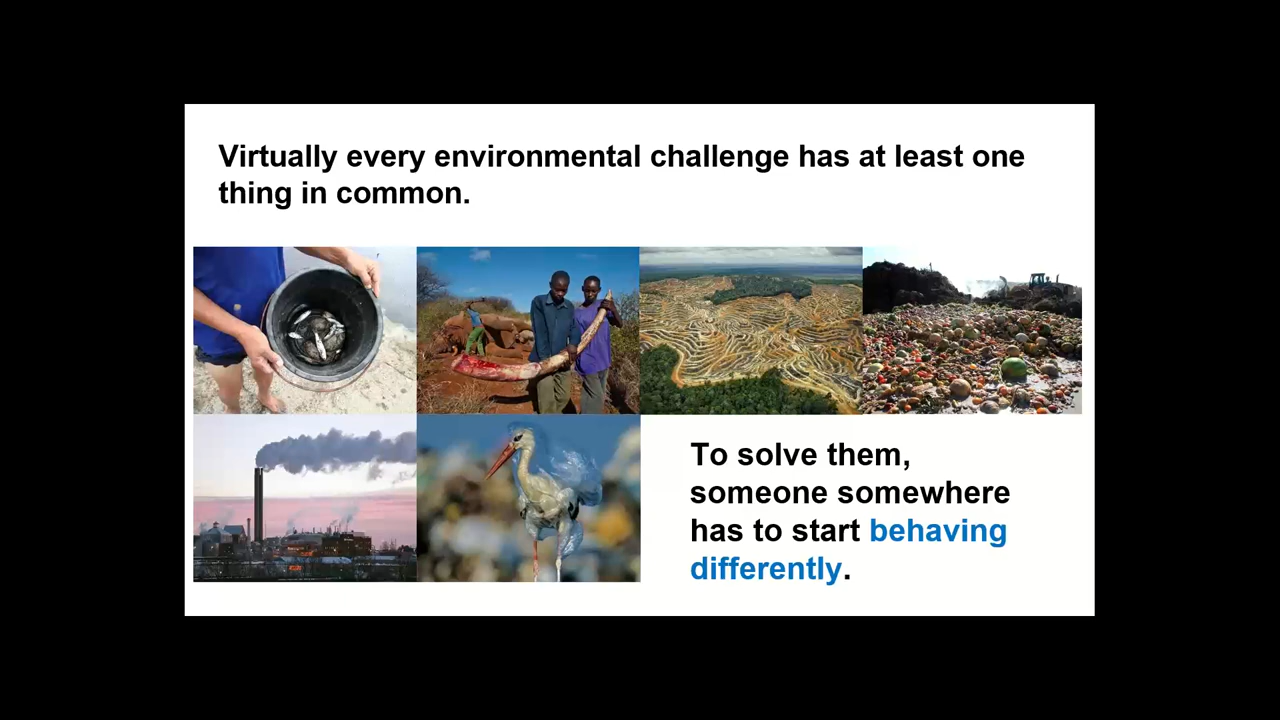 Virtually every environmental challenge has at least one
thing in common.
To solve them,
someone somewhere
has to start behaving
differently.